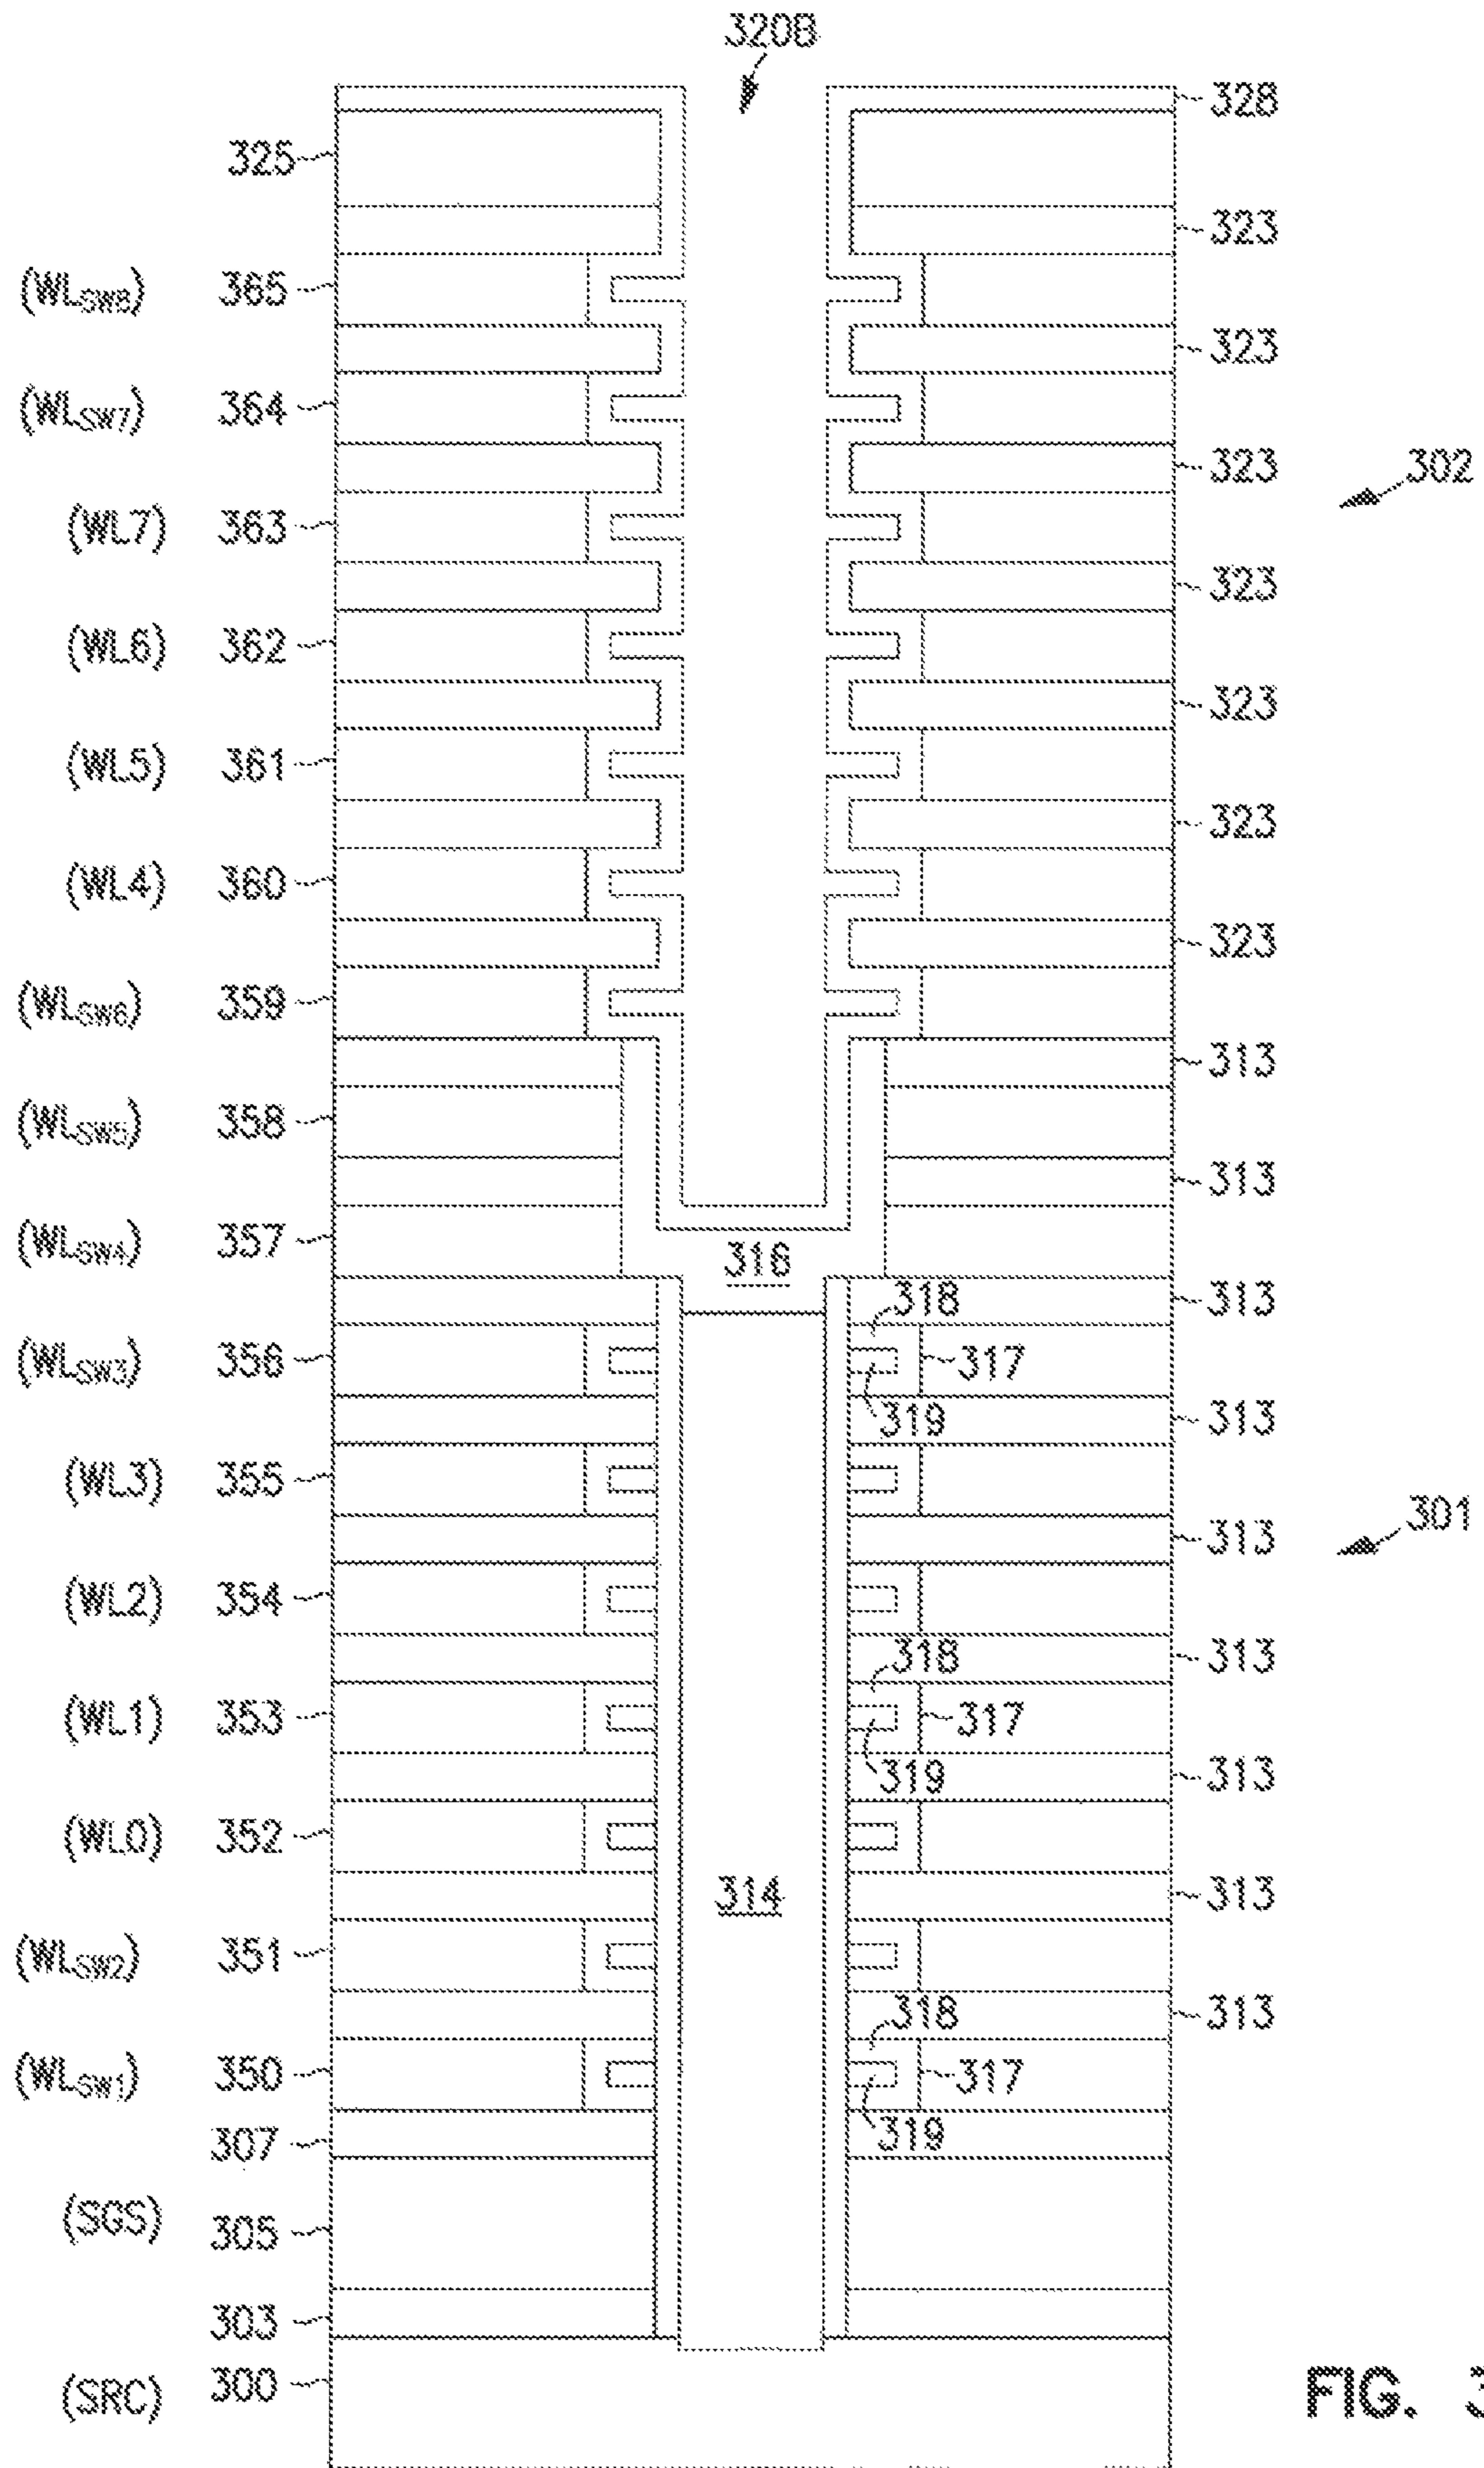 320B
328
325
323
(WLSW8) 365
323
(WLSW7) 364
323
302
(WL7) 363
323
(WL6) 362
323
(WL5) 361
323
(WL4) 360
323
(WLSW6) 359
313
(WLSW5) 358
313
(WLSW4) 357
316
318 313
(WLSW3) 356 317
319 313
(WL3) 355
301
313
(WL2) 354
318 313
(WL1) 353 317
319 313
(WL0) 352
314 313
(WLSW2) 351
318 313
(WLSW1) 350 317
307 319
(SGS) 305
303
(SRC) 300
FIG. 3